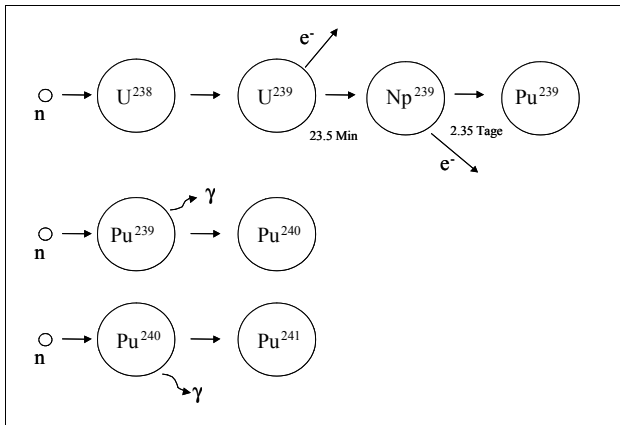 e⁻
n U²³⁸ U²³⁹ Np²³⁹ Pu²³⁹
23.5 Min 2.35 Tage
e⁻
γ
n Pu²³⁹ Pu²⁴⁰
n Pu²⁴⁰ Pu²⁴¹
γ